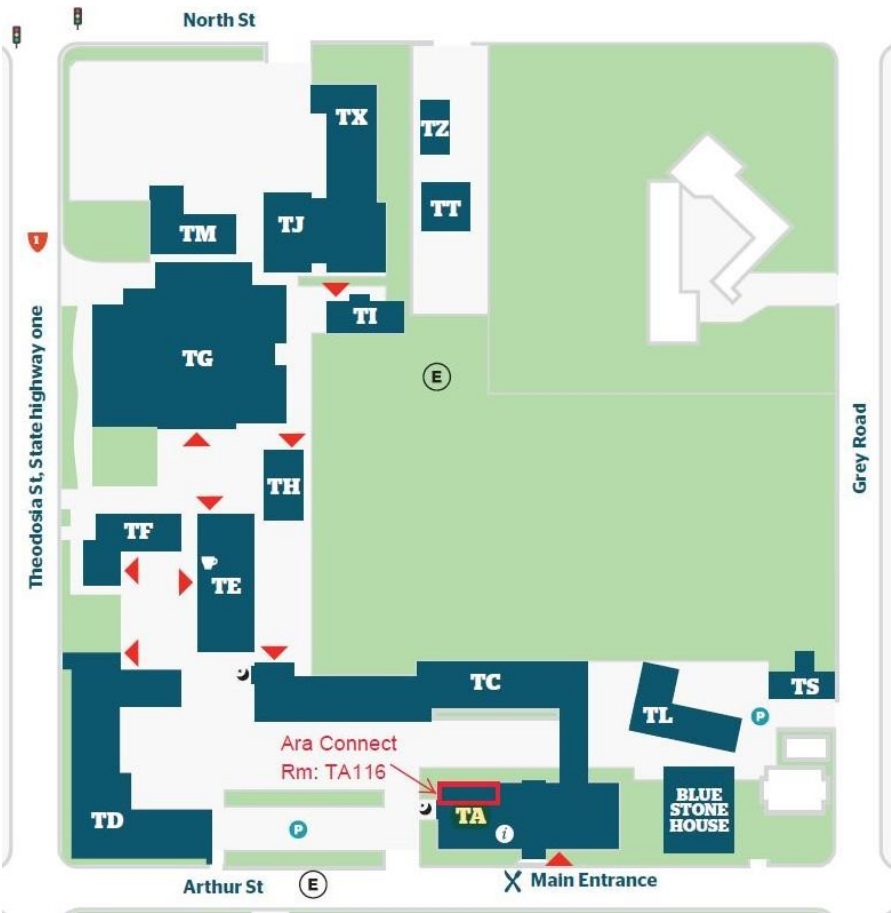 North St
TX
TZ
TT
TJ
TM
1
TI
TG
E
Theodosia St, State highway one
Grey Road
TH
TF
TE
TC
TS
TL
P
Ara Connect
Rm: TA116
BLUE
STONE
HOUSE
TA
i
TD
P
Arthur St
E
Main Entrance